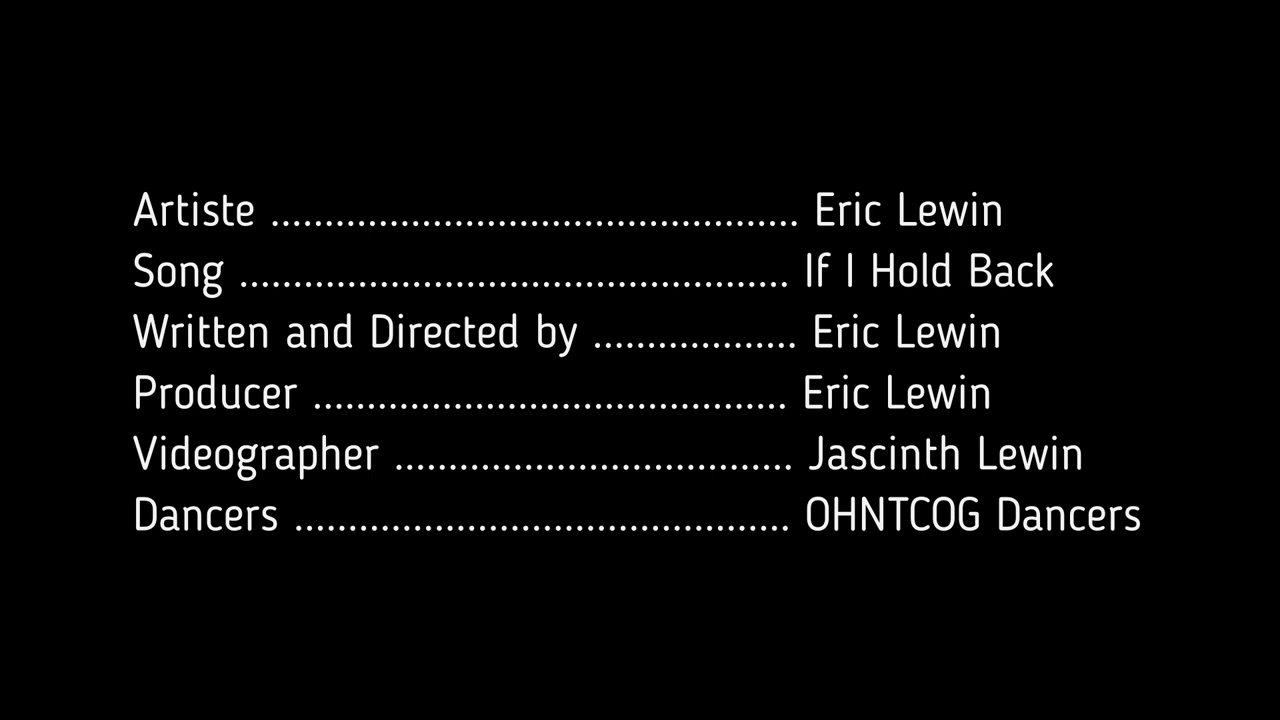 Artiste ................................................. Eric Lewin
Song ................................................... If I Hold Back
Written and Directed by ................... Eric Lewin
Producer ............................................ Eric Lewin
Videographer ..................................... Jascinth Lewin
Dancers .............................................. OHNTCOG Dancers